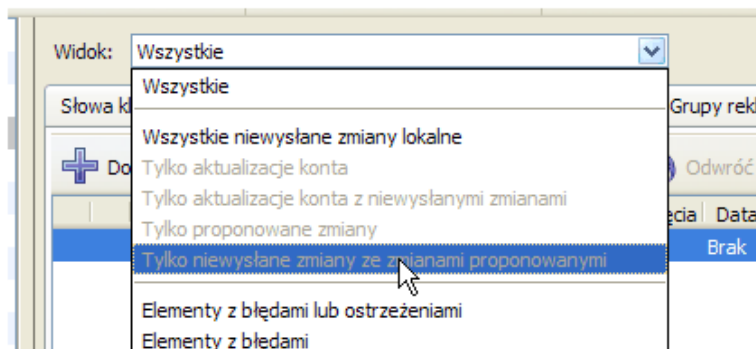 Widok: Wszystkie
Wszystkie
Słowa Grupy
Wszystkie niewysłane zmiany lokalne
Tylko aktualizacje konta Odwróć
Tylko aktualizacje konta z niewysłanymi zmianami
Data
Tylko proponowane zmiany
Brak
Tylko niewysłane zmiany ze zmianami proponowanymi
Elementy z błędami lub ostrzeżeniami
Elementy z błędami